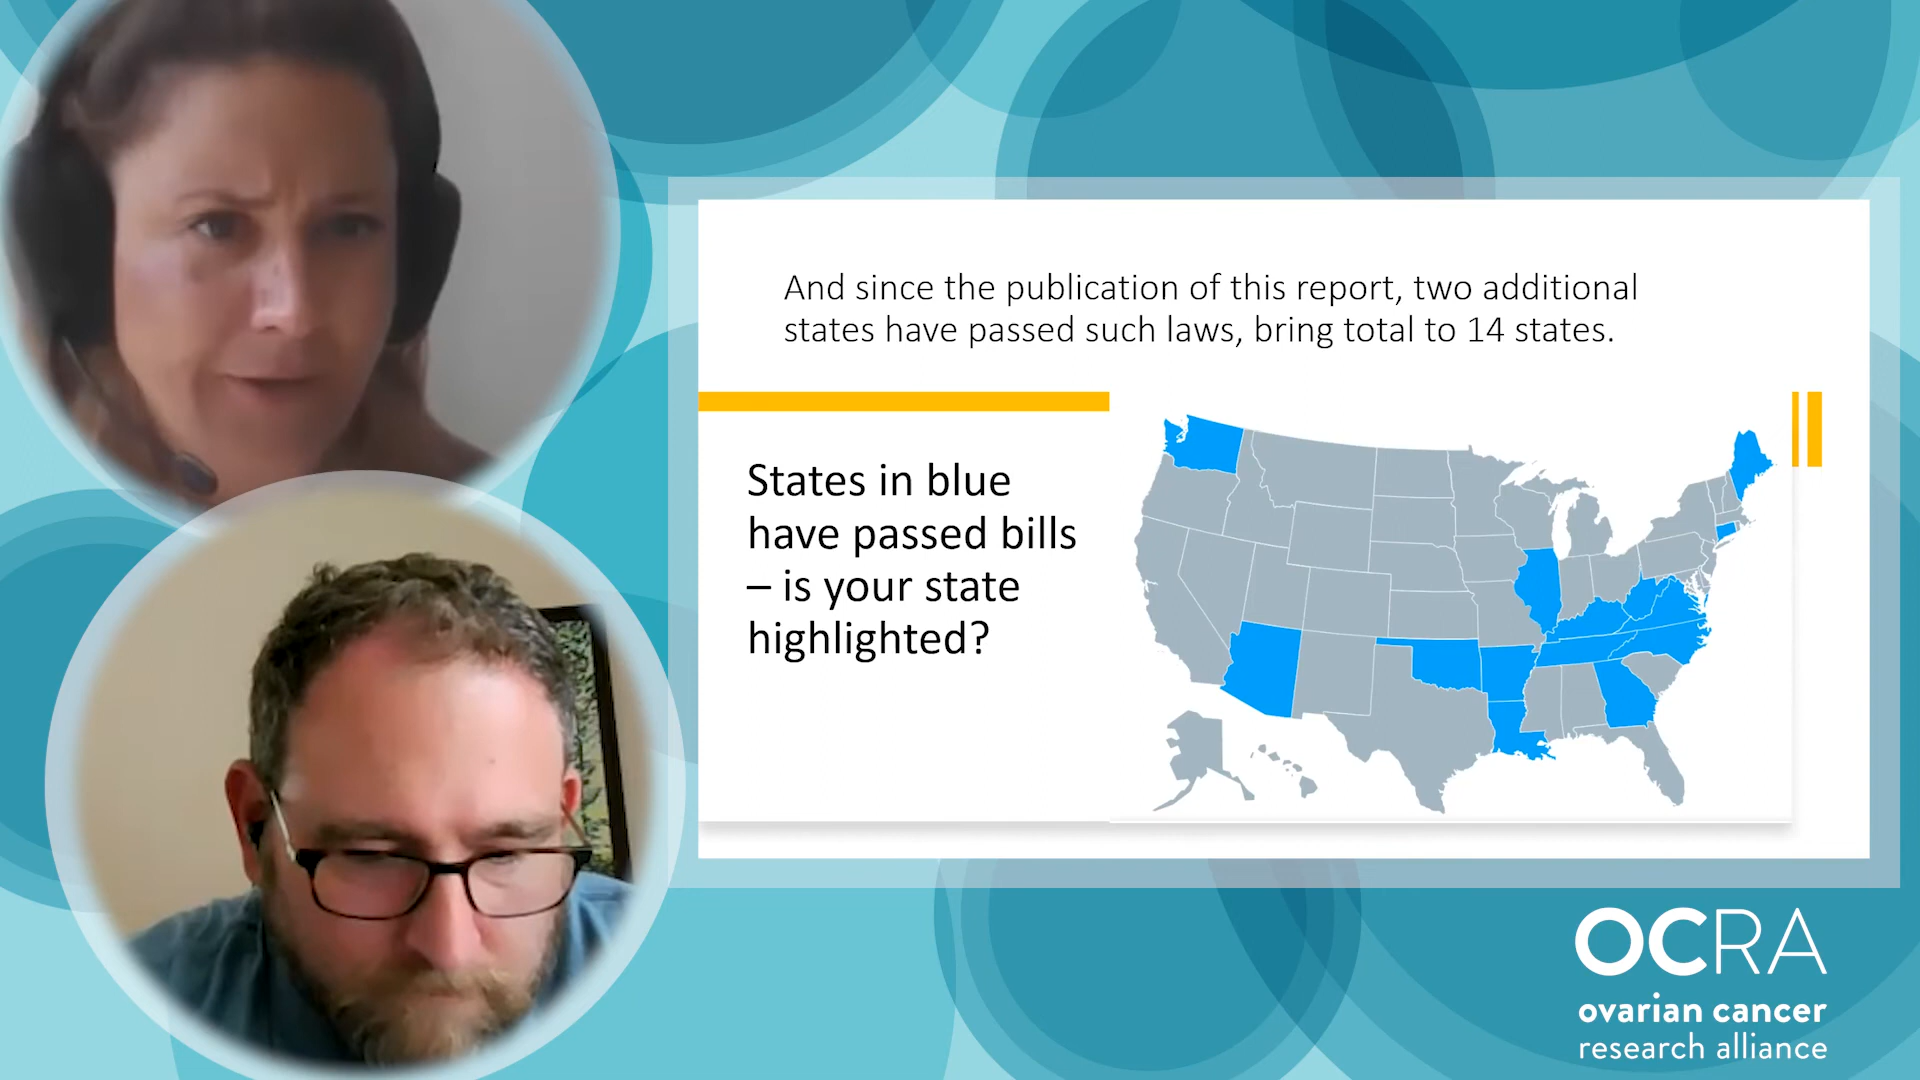 And since the publication of this report, two additional
states have passed such laws, bring total to 14 states.
States in blue
have passed bills
– is your state
highlighted?
OCRA
ovarian cancer
research alliance